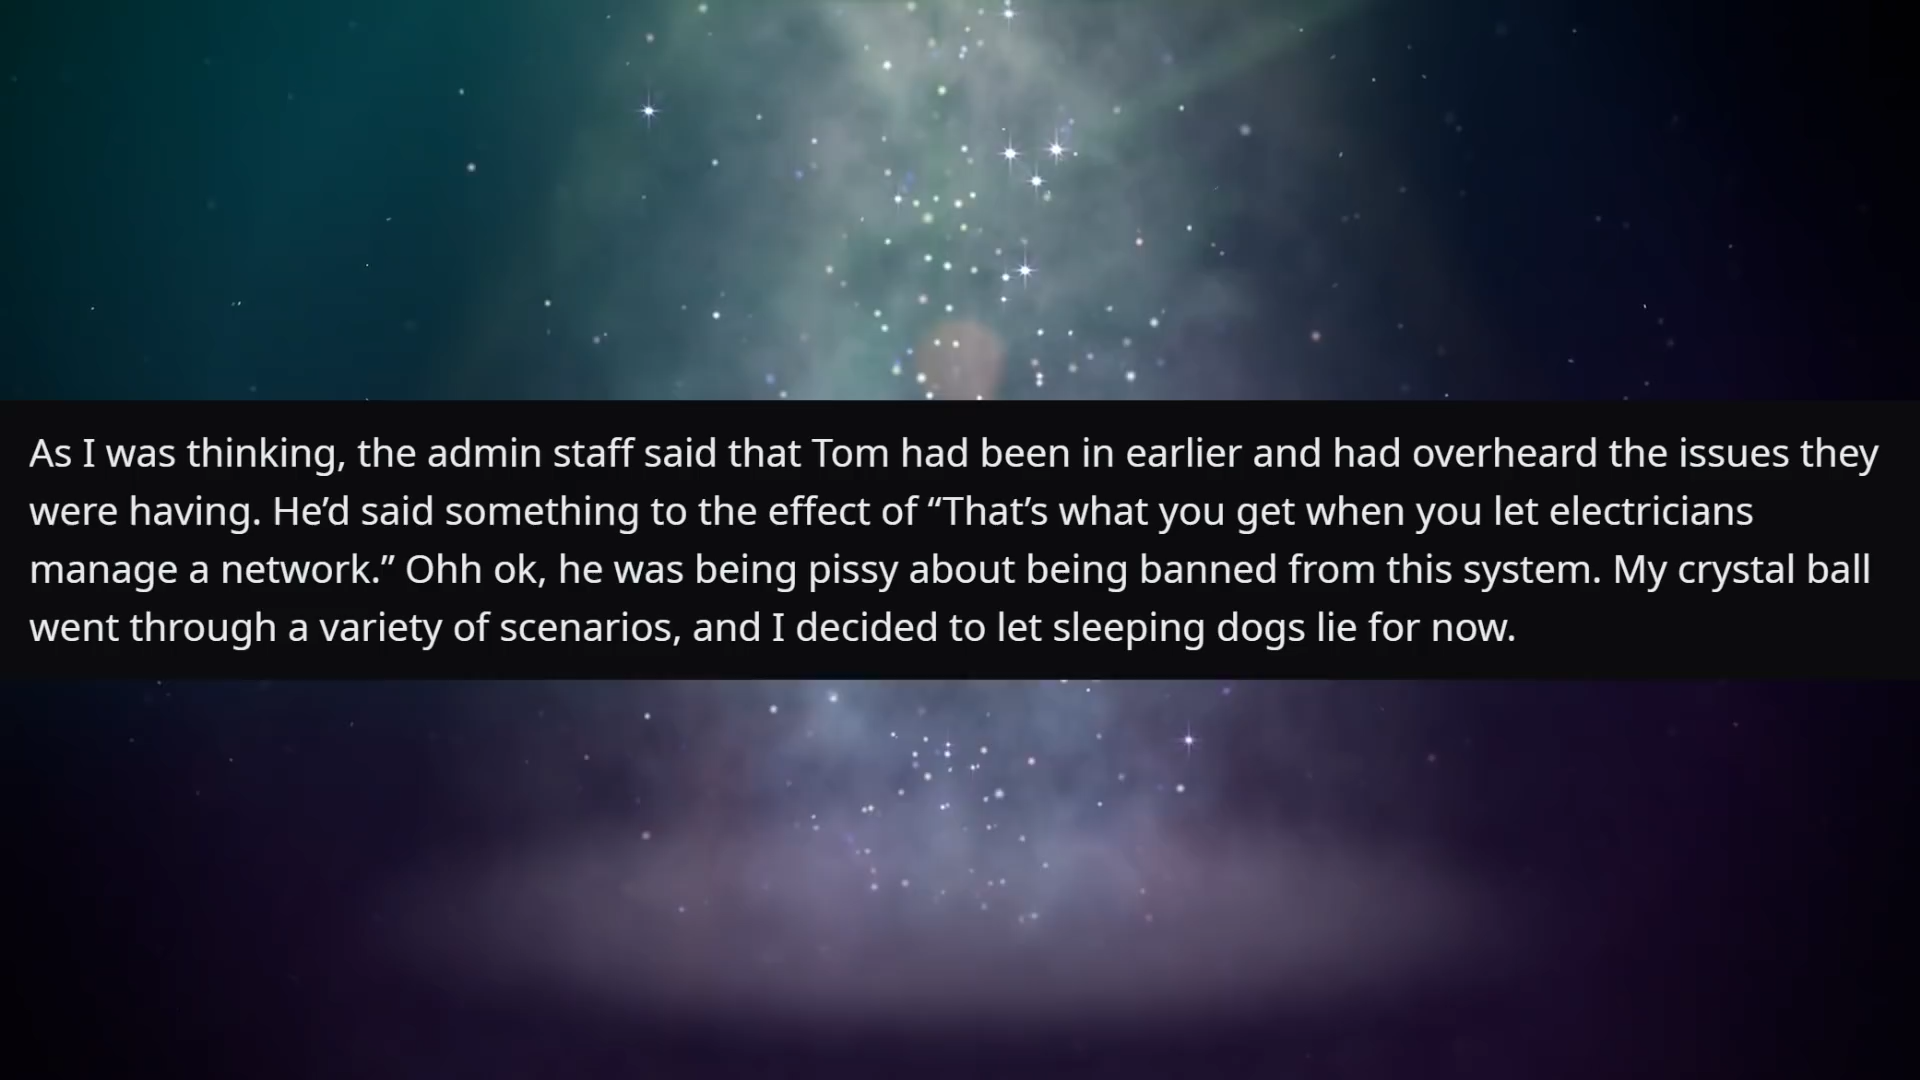 As I was thinking, the admin staff said that Tom had been in earlier and had overheard the issues they
were having. He’d said something to the effect of “That’s what you get when you let electricians
manage a network.” Ohh ok, he was being pissy about being banned from this system. My crystal ball
went through a variety of scenarios, and I decided to let sleeping dogs lie for now.